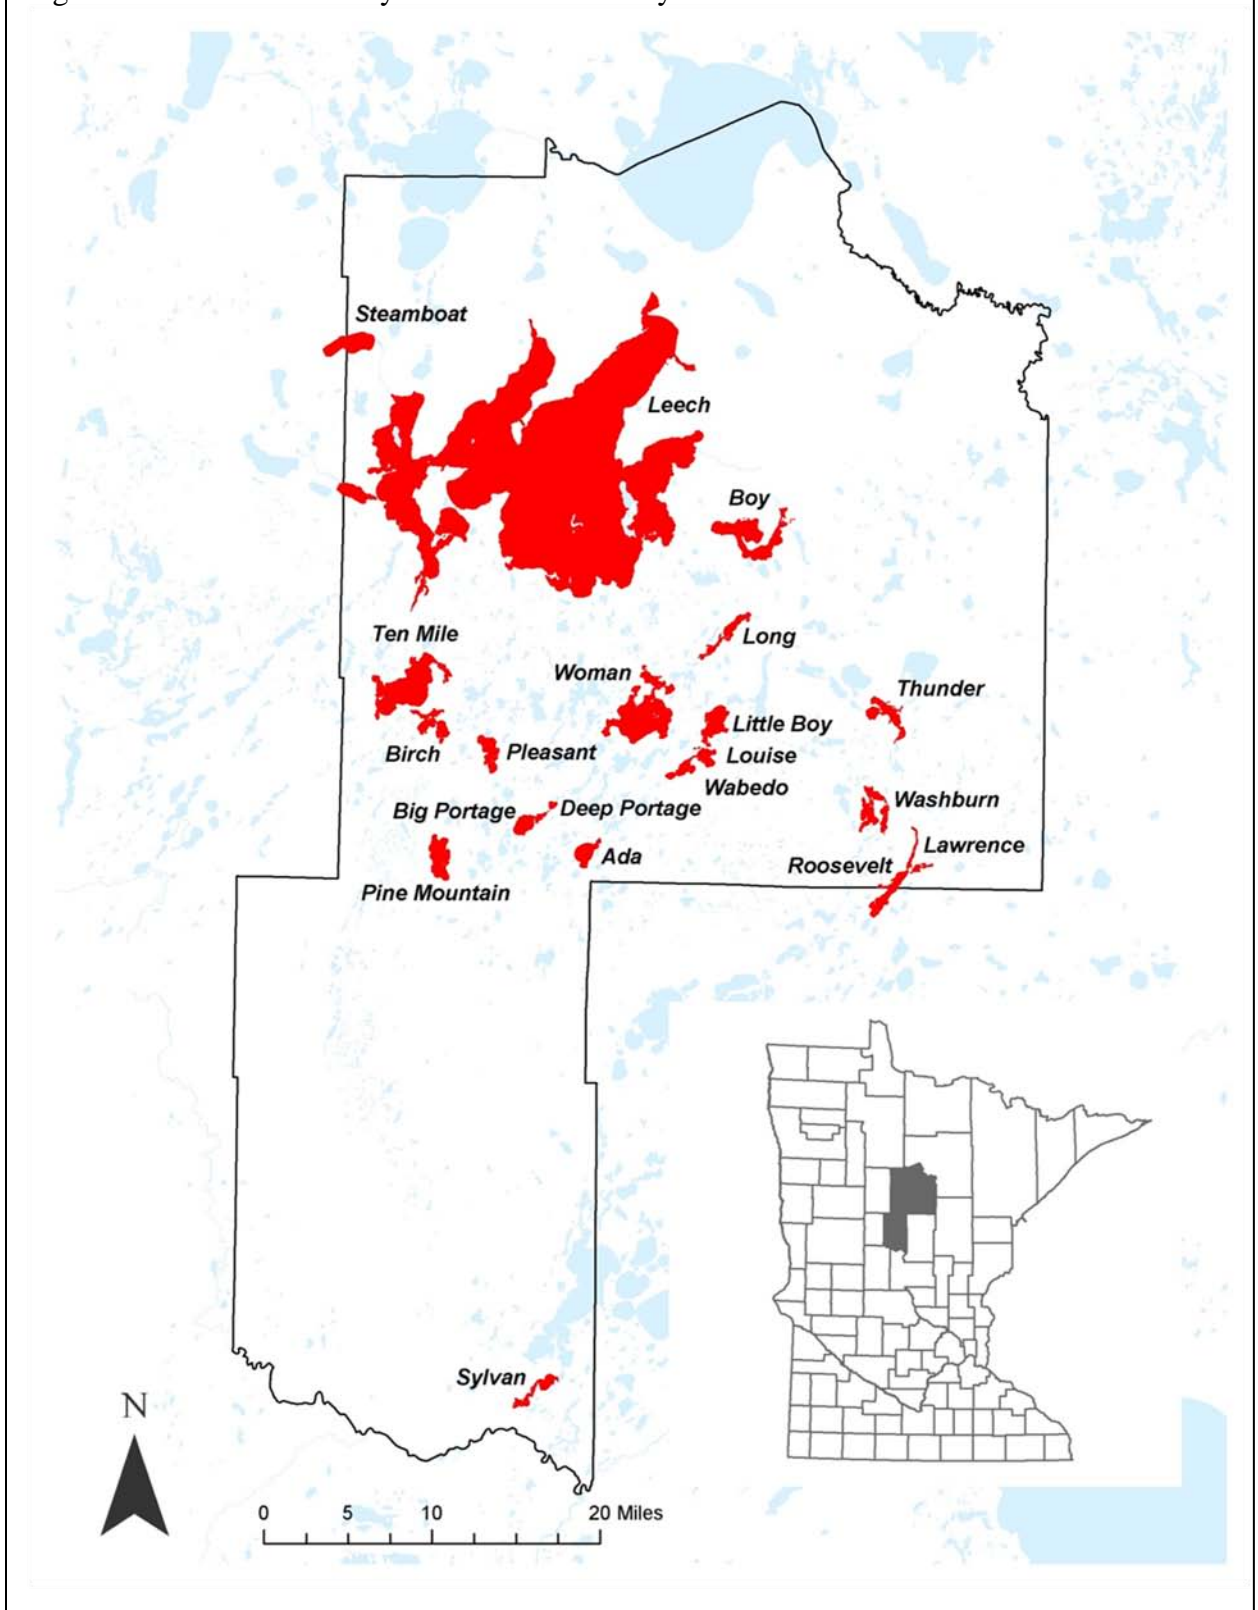 Steamboat
Leech
Boy
Ten Mile
Long
Woman
Thunder
Little Boy
Birch
Pleasant
Louise
Wabedo
Big Portage
Deep Portage
Washburn
Ada
Lawrence
Roosevelt
Pine Mountain
Sylvan
N
0 5 10 20 Miles